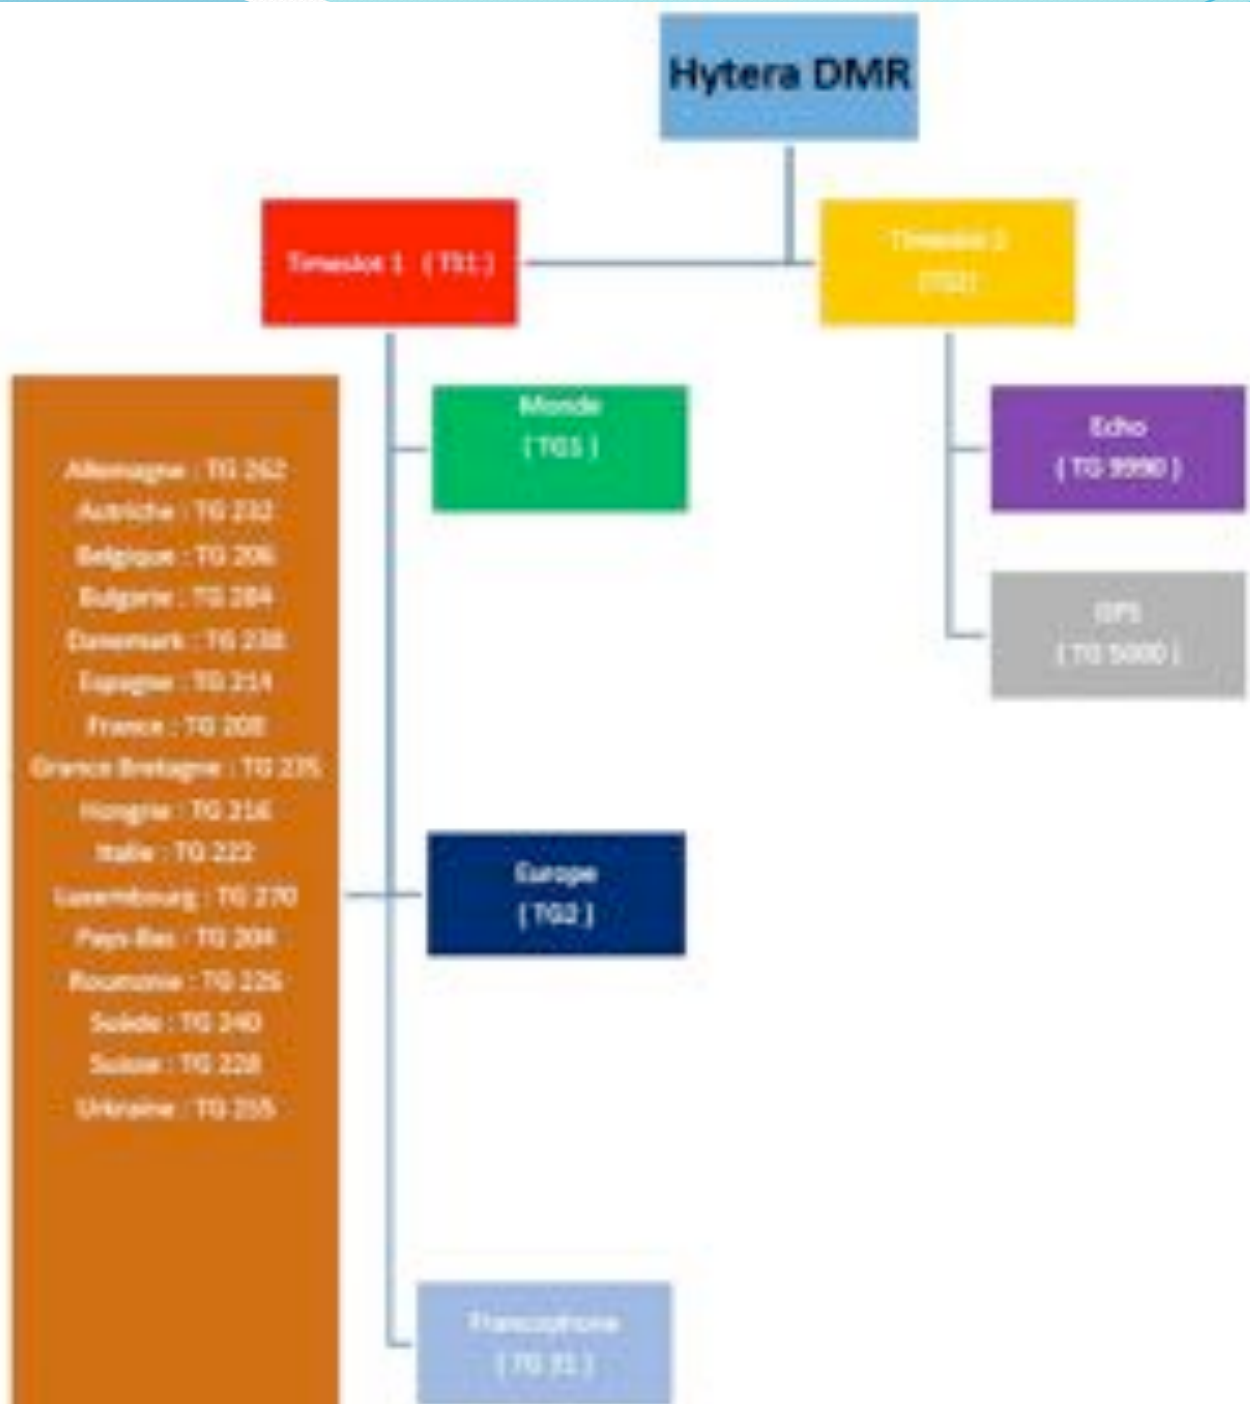 Hytera DMR
Timeslot 1 ( TS1 )
Timeslot 2
(TS2)
Monde
( TG1 )
Echo
( TG 9990 )
GPS
( TG 5000 )
Allemagne : TG 262
Autriche : TG 232
Belgique : TG 206
Bulgarie : TG 284
Danemark : TG 238
Espagne : TG 214
France : TG 208
Grance Bretagne : TG 235
Hongrie : TG 216
Italie : TG 222
Luxembourg : TG 270
Pays-Bas : TG 204
Roumanie : TG 226
Suède : TG 240
Suisse : TG 228
Urkraine : TG 255
Europe
( TG2 )
Francophone
( TG )